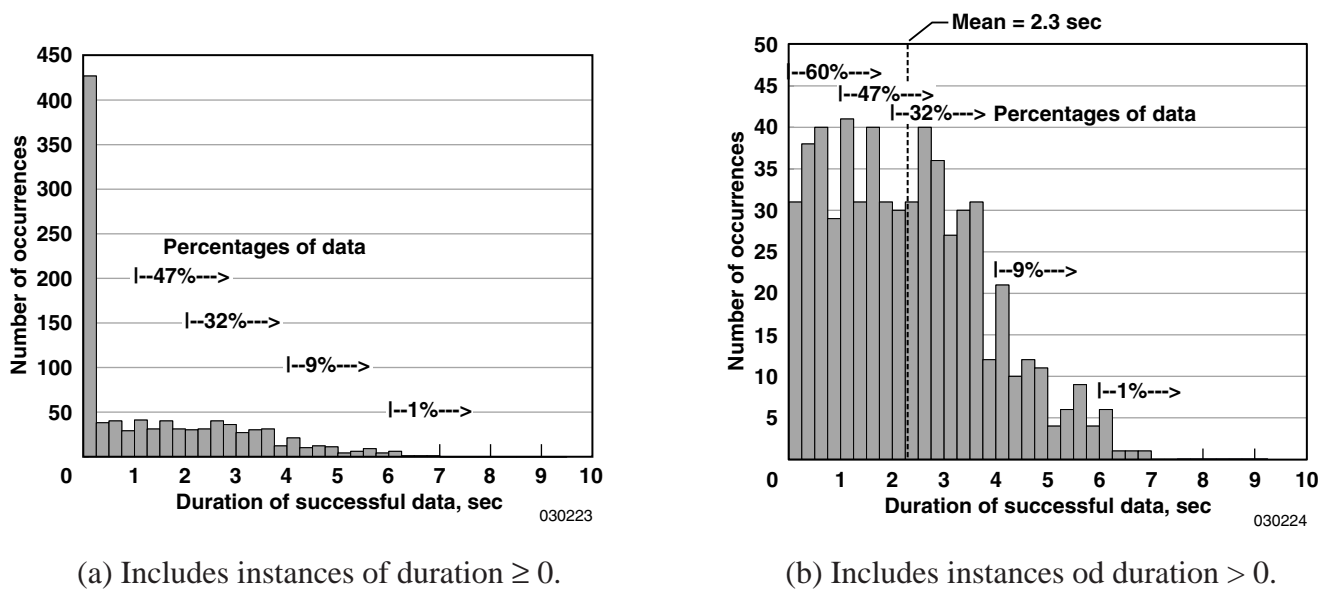 450
400
350
300
250
200
150
100
50
0
Number of occurrences
Percentages of data
|--47%--->
|--32%--->
|--9%--->
|--1%--->
1 2 3 4 5 6 7 8 9 10
Duration of successful data, sec
030223
(a) Includes instances of duration ≥ 0.
Mean = 2.3 sec
50
45
40
35
30
25
20
15
10
5
0
Number of occurrences
|--60%--->
|--47%--->
|--32%---> Percentages of data
|--9%--->
|--1%--->
1 2 3 4 5 6 7 8 9 10
Duration of successful data, sec
030224
(b) Includes instances od duration > 0.